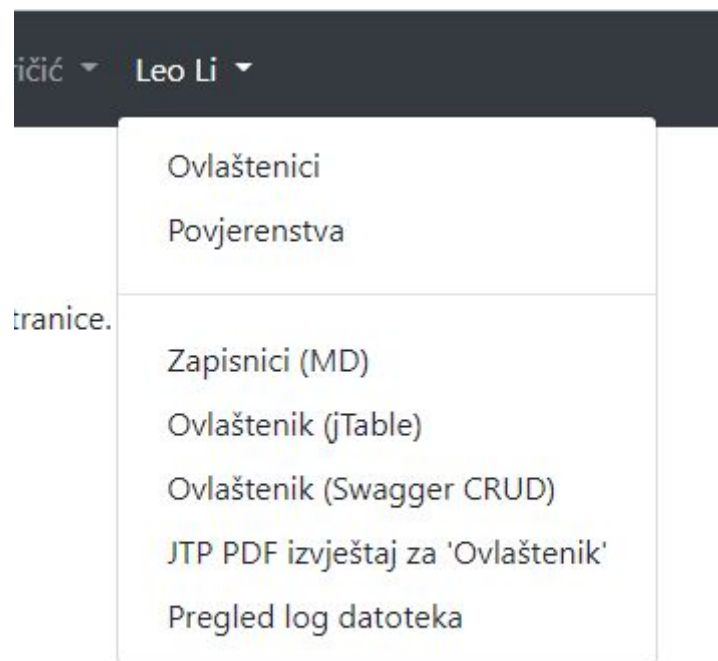 ičić Leo Li
Ovlaštenici
Povjerenstva
tranice.
Zapisnici (MD)
Ovlaštenik (jTable)
Ovlaštenik (Swagger CRUD)
JTP PDF izvještaj za 'Ovlaštenik'
Pregled log datoteka